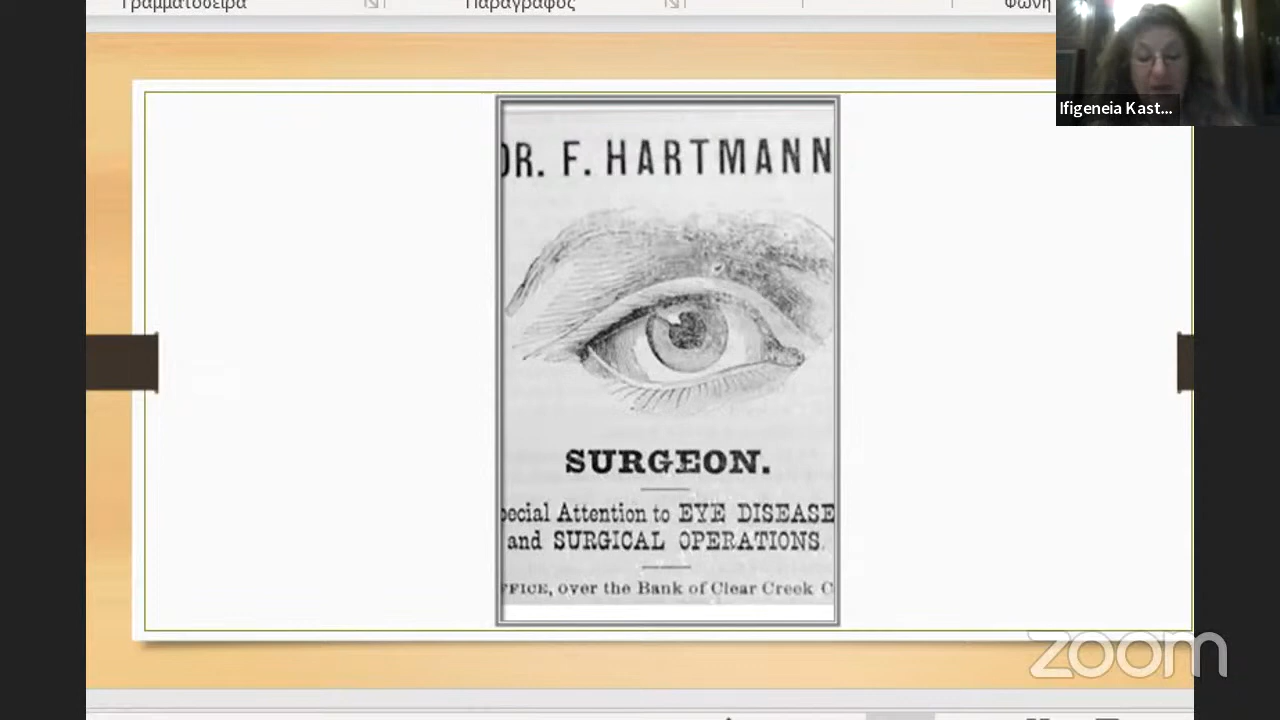 Γραμματοσειρά
Παράγραφος
Φωνή
Ifigeneia Kast...
DR. F. HARTMANN
SURGEON.
pecial Attention to EYE DISEASE
and SURGICAL OPERATIONS.
FFICE, over the Bank of Clear Creek C
zoom